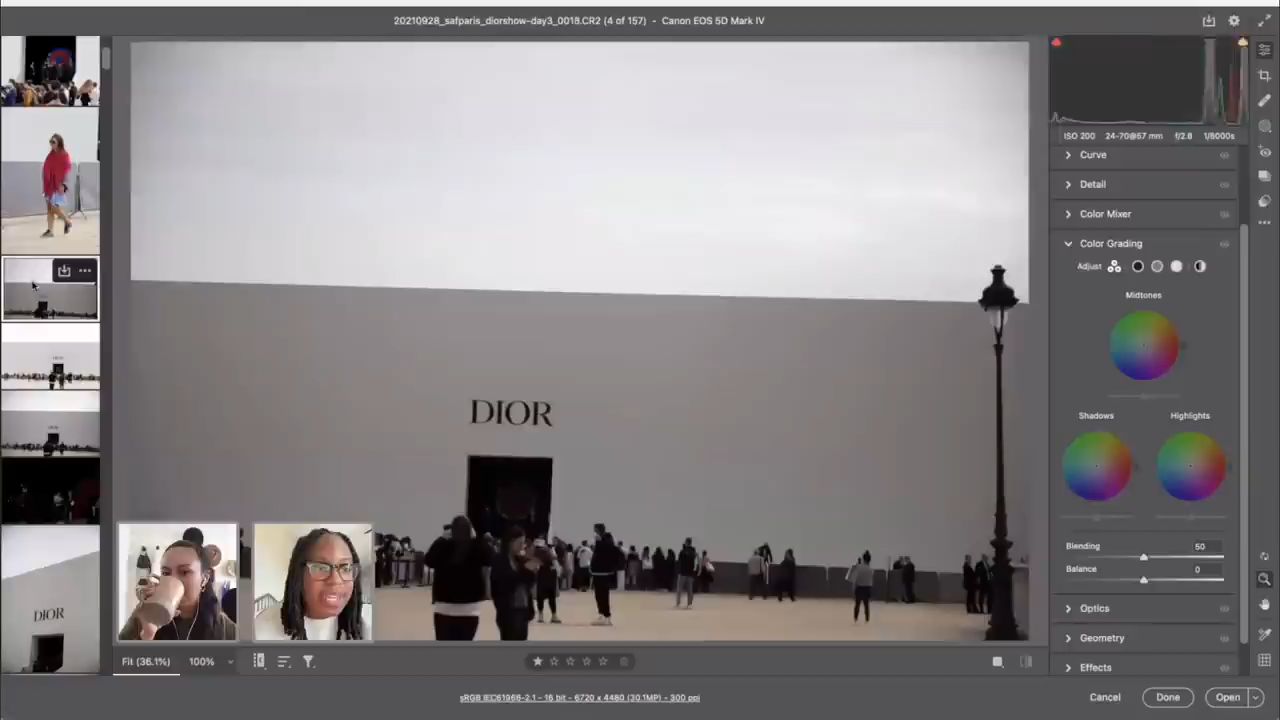 20210928_safparis_diorshow-day3_0018.CR2 (4 of 157) - Canon EOS 5D Mark IV
ISO 200 24-70@67 mm f/2.8 1/8000s
Curve
Detail
Color Mixer
Color Grading
Adjust
Midtones
Shadows Highlights
Blending 50
Balance 0
Optics
Geometry
Effects
DIOR
DIOR
Fit (36.1%) 100%
sRGB IEC61966-2.1 - 16 bit - 6720 x 4480 (30.1MP) - 300 ppi
Cancel Done Open